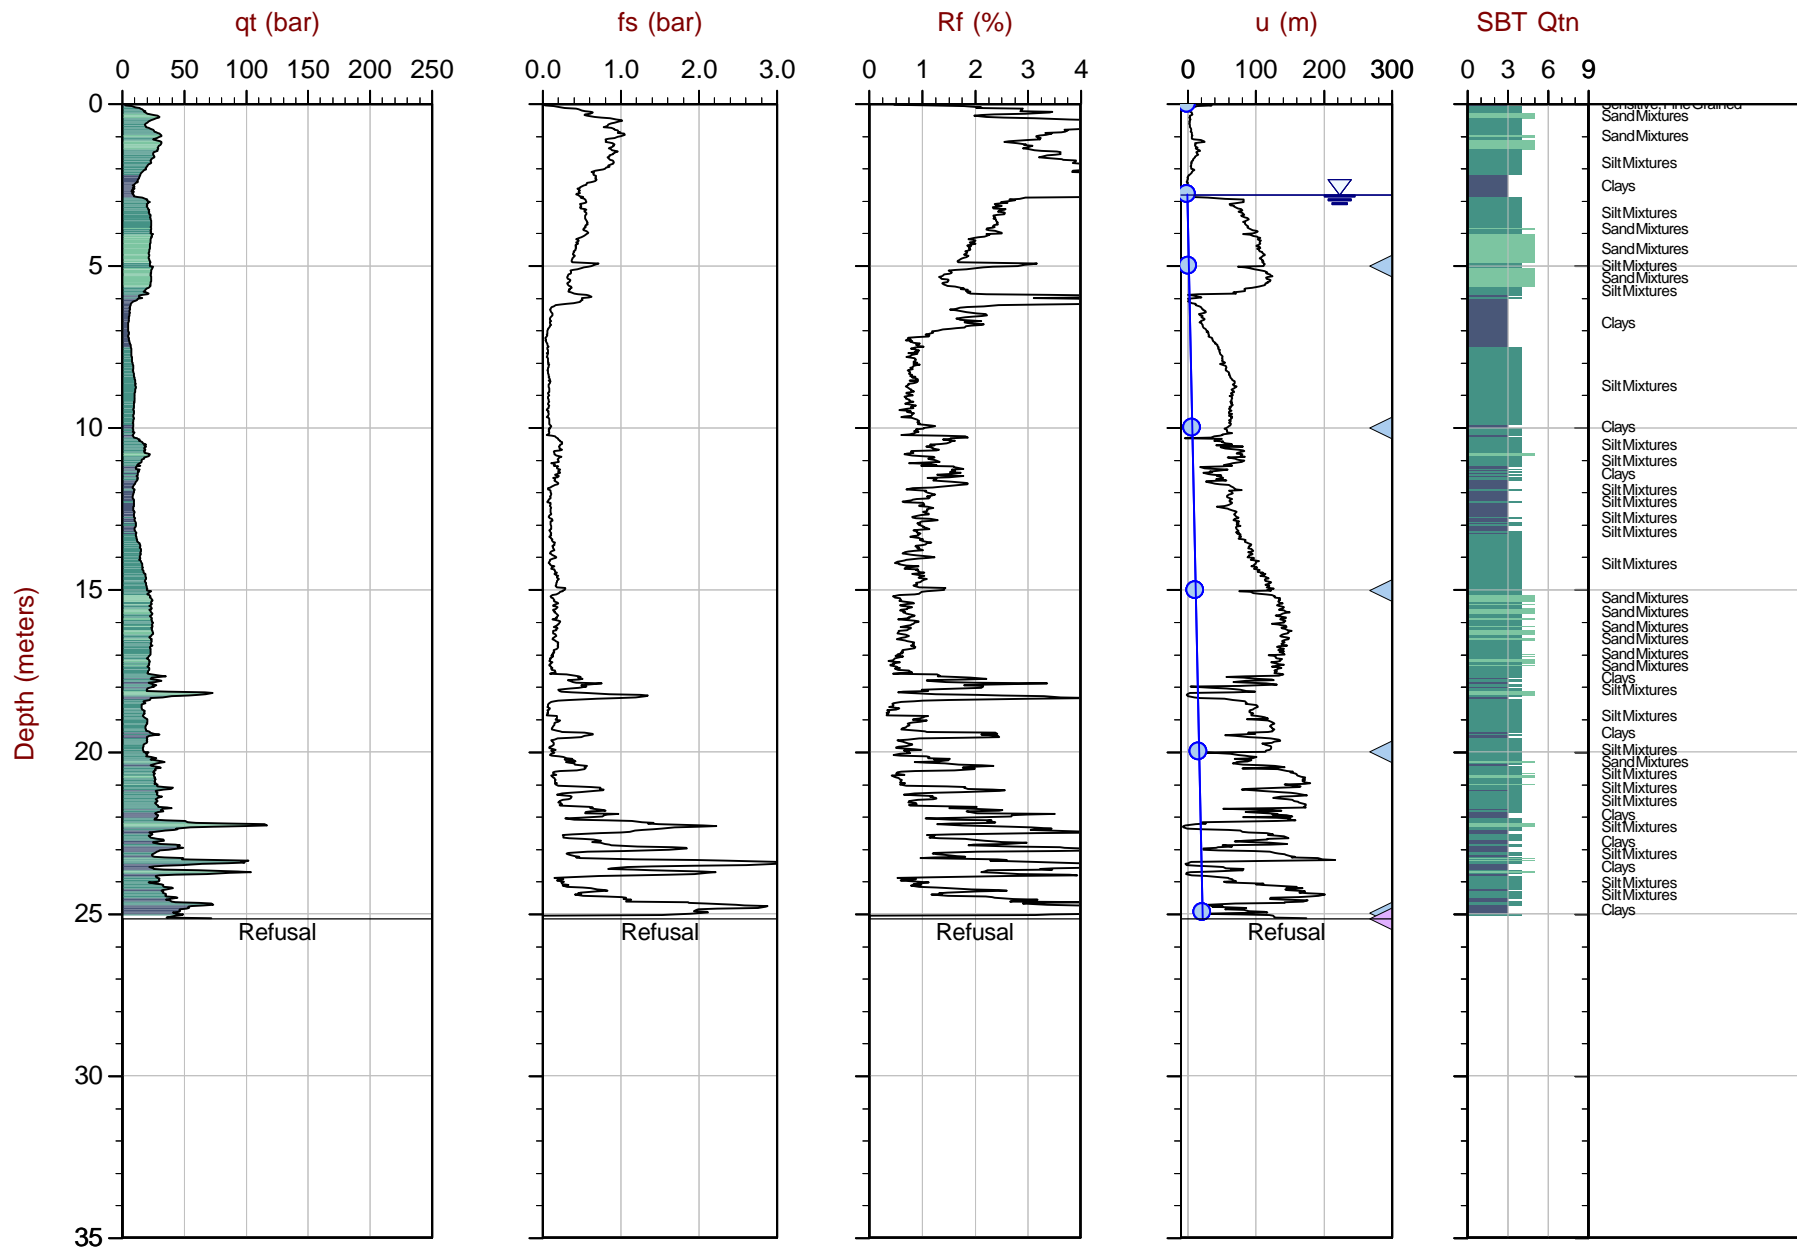 qt (bar) fs (bar) Rf (%) u (m) SBT Qtn
0 50 100 150 200 250 0.0 1.0 2.0 3.0 0 1 2 3 4 0 100 200 300 0 3 6 9
0
5
10
15
20
25
30
35
Depth (meters)
Refusal Refusal Refusal Refusal
Sensitive, Fine Grained
Sand Mixtures
Sand Mixtures
Silt Mixtures
Clays
Silt Mixtures
Sand Mixtures
Sand Mixtures
Silt Mixtures
Sand Mixtures
Silt Mixtures
Clays
Silt Mixtures
Clays
Silt Mixtures
Silt Mixtures
Clays
Silt Mixtures
Silt Mixtures
Silt Mixtures
Silt Mixtures
Silt Mixtures
Sand Mixtures
Sand Mixtures
Sand Mixtures
Sand Mixtures
Sand Mixtures
Sand Mixtures
Clays
Silt Mixtures
Silt Mixtures
Clays
Silt Mixtures
Sand Mixtures
Silt Mixtures
Silt Mixtures
Silt Mixtures
Clays
Silt Mixtures
Clays
Silt Mixtures
Clays
Silt Mixtures
Silt Mixtures
Clays